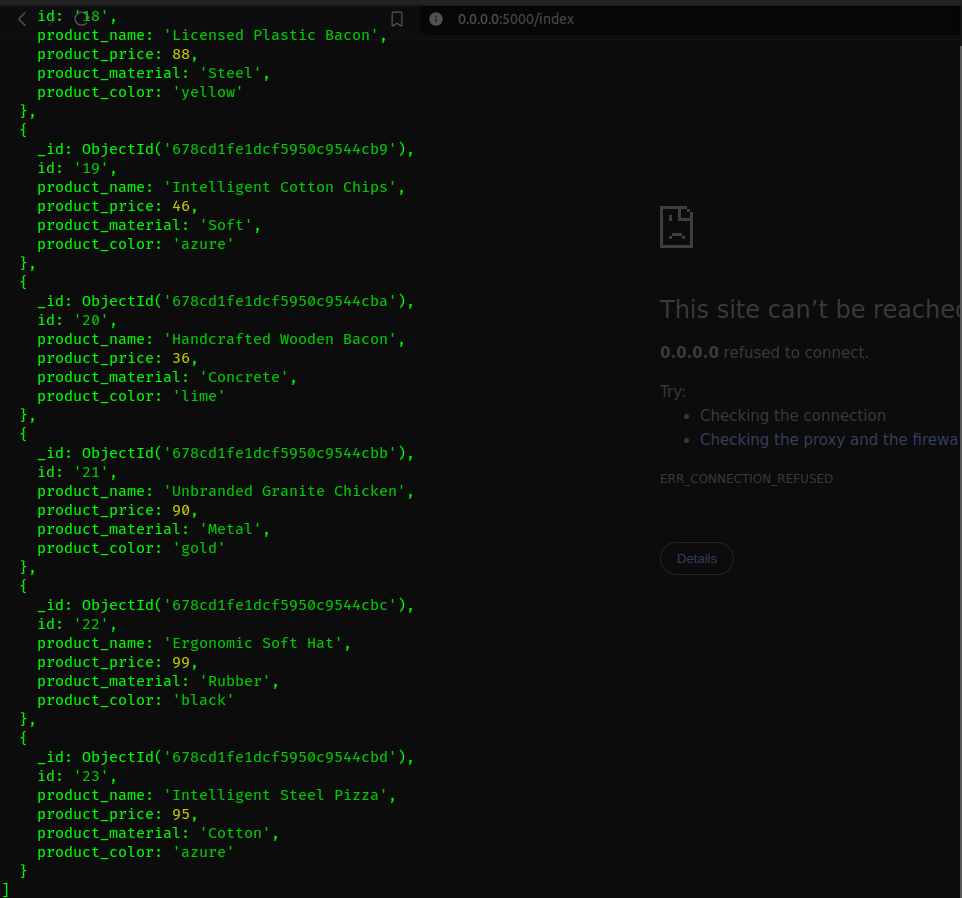 0.0.0.0:5000/index
id: '18',
product_name: 'Licensed Plastic Bacon',
product_price: 88,
product_material: 'Steel',
product_color: 'yellow'
},
{
_id: ObjectId('678cd1fe1dcf5950c9544cb9'),
id: '19',
product_name: 'Intelligent Cotton Chips',
product_price: 46,
product_material: 'Soft',
product_color: 'azure'
},
{
_id: ObjectId('678cd1fe1dcf5950c9544cba'),
id: '20',
product_name: 'Handcrafted Wooden Bacon',
product_price: 36,
product_material: 'Concrete',
product_color: 'lime'
},
{
_id: ObjectId('678cd1fe1dcf5950c9544cbb'),
id: '21',
product_name: 'Unbranded Granite Chicken',
product_price: 90,
product_material: 'Metal',
product_color: 'gold'
},
{
_id: ObjectId('678cd1fe1dcf5950c9544cbc'),
id: '22',
product_name: 'Ergonomic Soft Hat',
product_price: 99,
product_material: 'Rubber',
product_color: 'black'
},
{
_id: ObjectId('678cd1fe1dcf5950c9544cbd'),
id: '23',
product_name: 'Intelligent Steel Pizza',
product_price: 95,
product_material: 'Cotton',
product_color: 'azure'
}
]
This site can’t be reached
0.0.0.0 refused to connect.
Try:
• Checking the connection
• Checking the proxy and the firewa
ERR_CONNECTION_REFUSED
Details